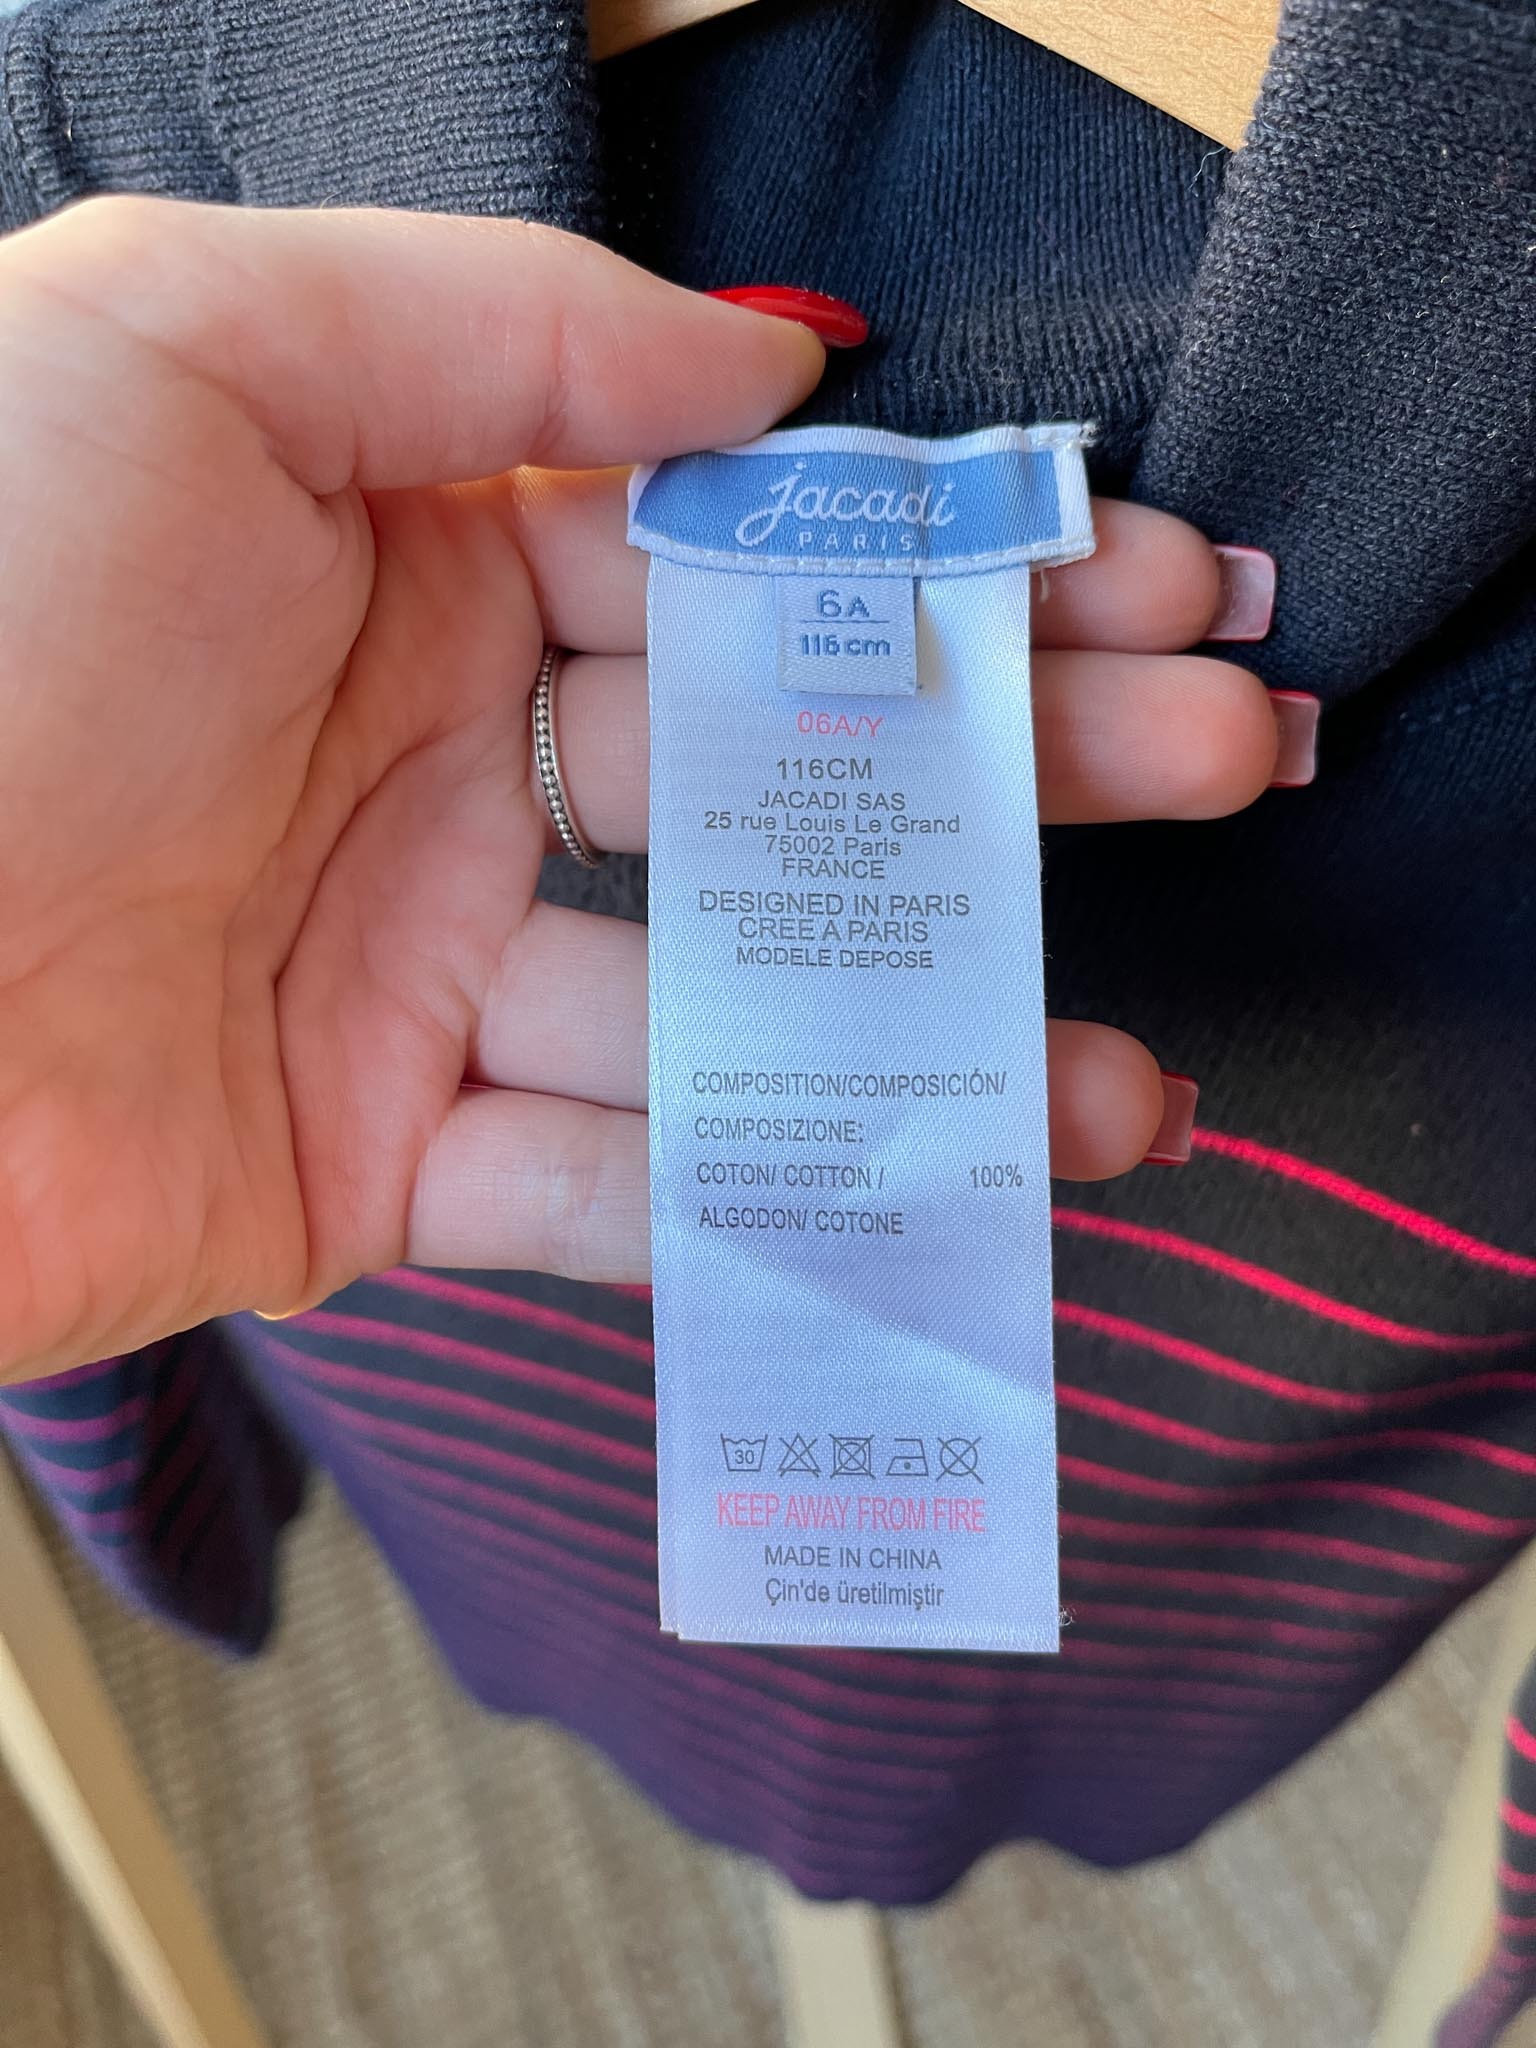 jacadi
PARIS
6A
116cm
06A/Y
116CM
JACADI SAS
25 rue Louis Le Grand
75002 Paris
FRANCE
DESIGNED IN PARIS
CREE A PARIS
MODELE DEPOSE
COMPOSITION/COMPOSICIÓN/
COMPOSIZIONE:
COTON/ COTTON / 100%
ALGODON/ COTONE
30
KEEP AWAY FROM FIRE
MADE IN CHINA
Çin'de üretilmiştir